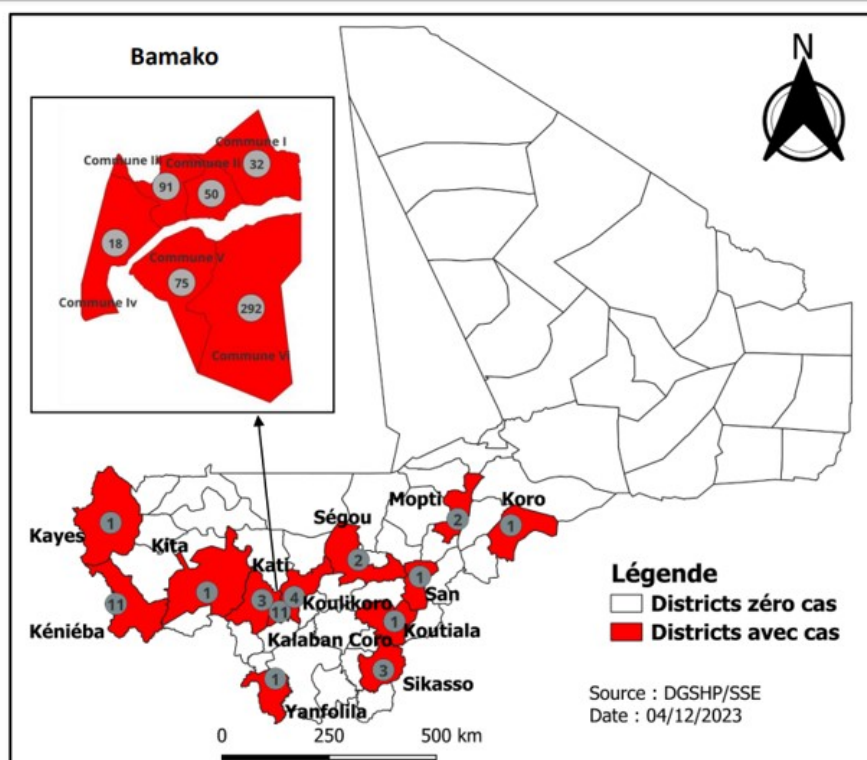 Bamako
N
Commune I
Commune III
Commune Ii
32
91
50
18
Commune V
75
Commune Iv
292
Commune Vi
Mopti
Koro
Ségou
1
2
1
Kayes
Kita
Kati
2
1
San
11
1
3
4
Koulikoro
11
1
Koutiala
Kéniéba
Kalaban Coro
1
3
Sikasso
Yanfolila
Légende
Districts zéro cas
Districts avec cas
Source : DGSHP/SSE
Date : 04/12/2023
0 250 500 km